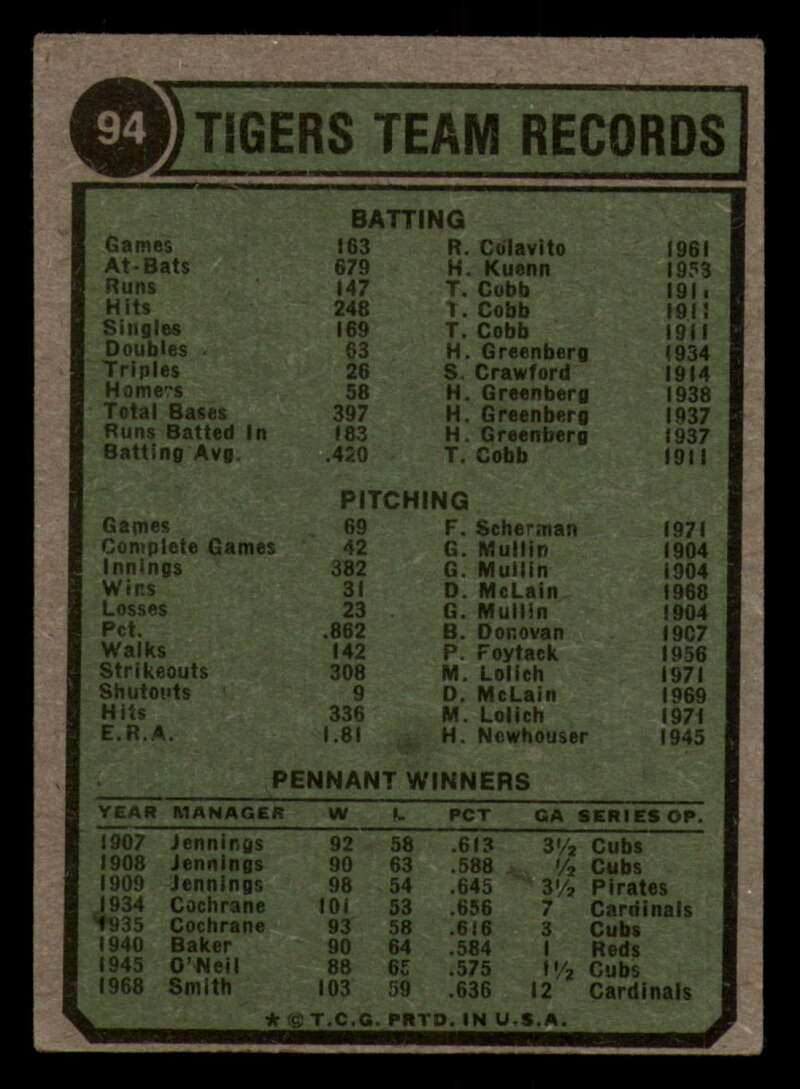 94 TIGERS TEAM RECORDS
BATTING
Games 163 R. Colavito 1961
At-Bats 679 H. Kuenn 1953
Runs 147 T. Cobb 1911
Hits 248 T. Cobb 1911
Singles 169 T. Cobb 1911
Doubles 63 H. Greenberg 1934
Triples 26 S. Crawford 1914
Homers 58 H. Greenberg 1938
Total Bases 397 H. Greenberg 1937
Runs Batted In 183 H. Greenberg 1937
Batting Avg. .420 T. Cobb 1911
PITCHING
Games 69 F. Scherman 1971
Complete Games 42 G. Mullin 1904
Innings 382 G. Mullin 1904
Wins 31 D. McLain 1968
Losses 23 G. Mullin 1904
Pct. .862 B. Donovan 1907
Walks 142 P. Foytack 1956
Strikeouts 308 M. Lolich 1971
Shutouts 9 D. McLain 1969
Hits 336 M. Lolich 1971
E.R.A. 1.81 H. Newhouser 1945
PENNANT WINNERS
YEAR MANAGER W L PCT GA SERIES OP.
1907 Jennings 92 58 .613 3½ Cubs
1908 Jennings 90 63 .588 ½ Cubs
1909 Jennings 98 54 .645 3½ Pirates
1934 Cochrane 101 53 .656 7 Cardinals
1935 Cochrane 93 58 .616 3 Cubs
1940 Baker 90 64 .584 1 Reds
1945 O'Neil 88 65 .575 1½ Cubs
1968 Smith 103 59 .636 12 Cardinals
* © T.C.G. PRTD. IN U.S.A.